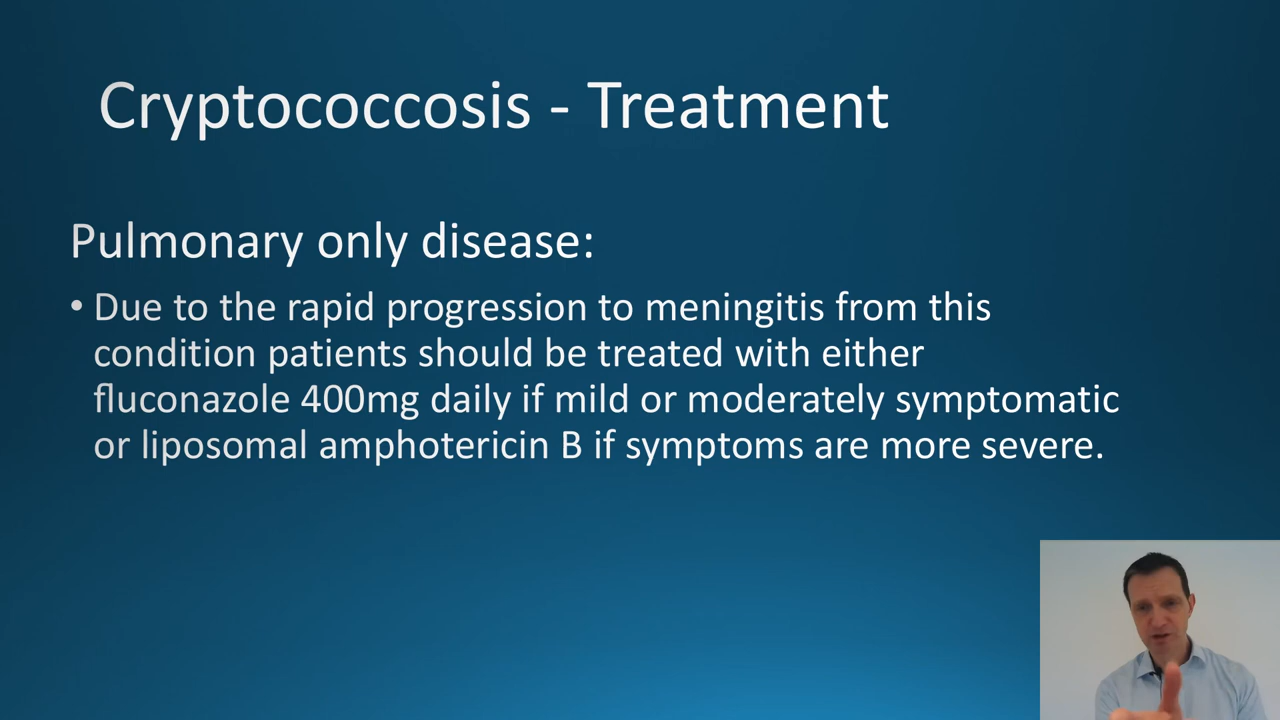 Cryptococcosis - Treatment
Pulmonary only disease:
• Due to the rapid progression to meningitis from this
condition patients should be treated with either
fluconazole 400mg daily if mild or moderately symptomatic
or liposomal amphotericin B if symptoms are more severe.